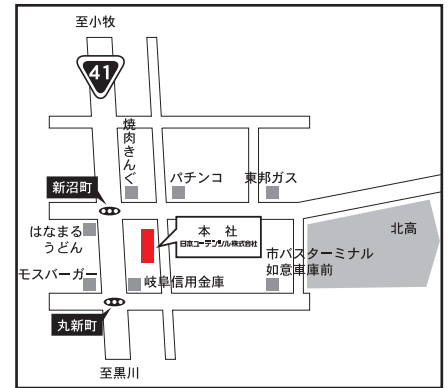 至小牧
41
焼肉きんぐ
パチンコ
東邦ガス
新沼町
はなまる
うどん
本 社
日本ユーテンシル株式会社
北高
市バスターミナル
如意車庫前
モスバーガー
岐阜信用金庫
丸新町
至黒川